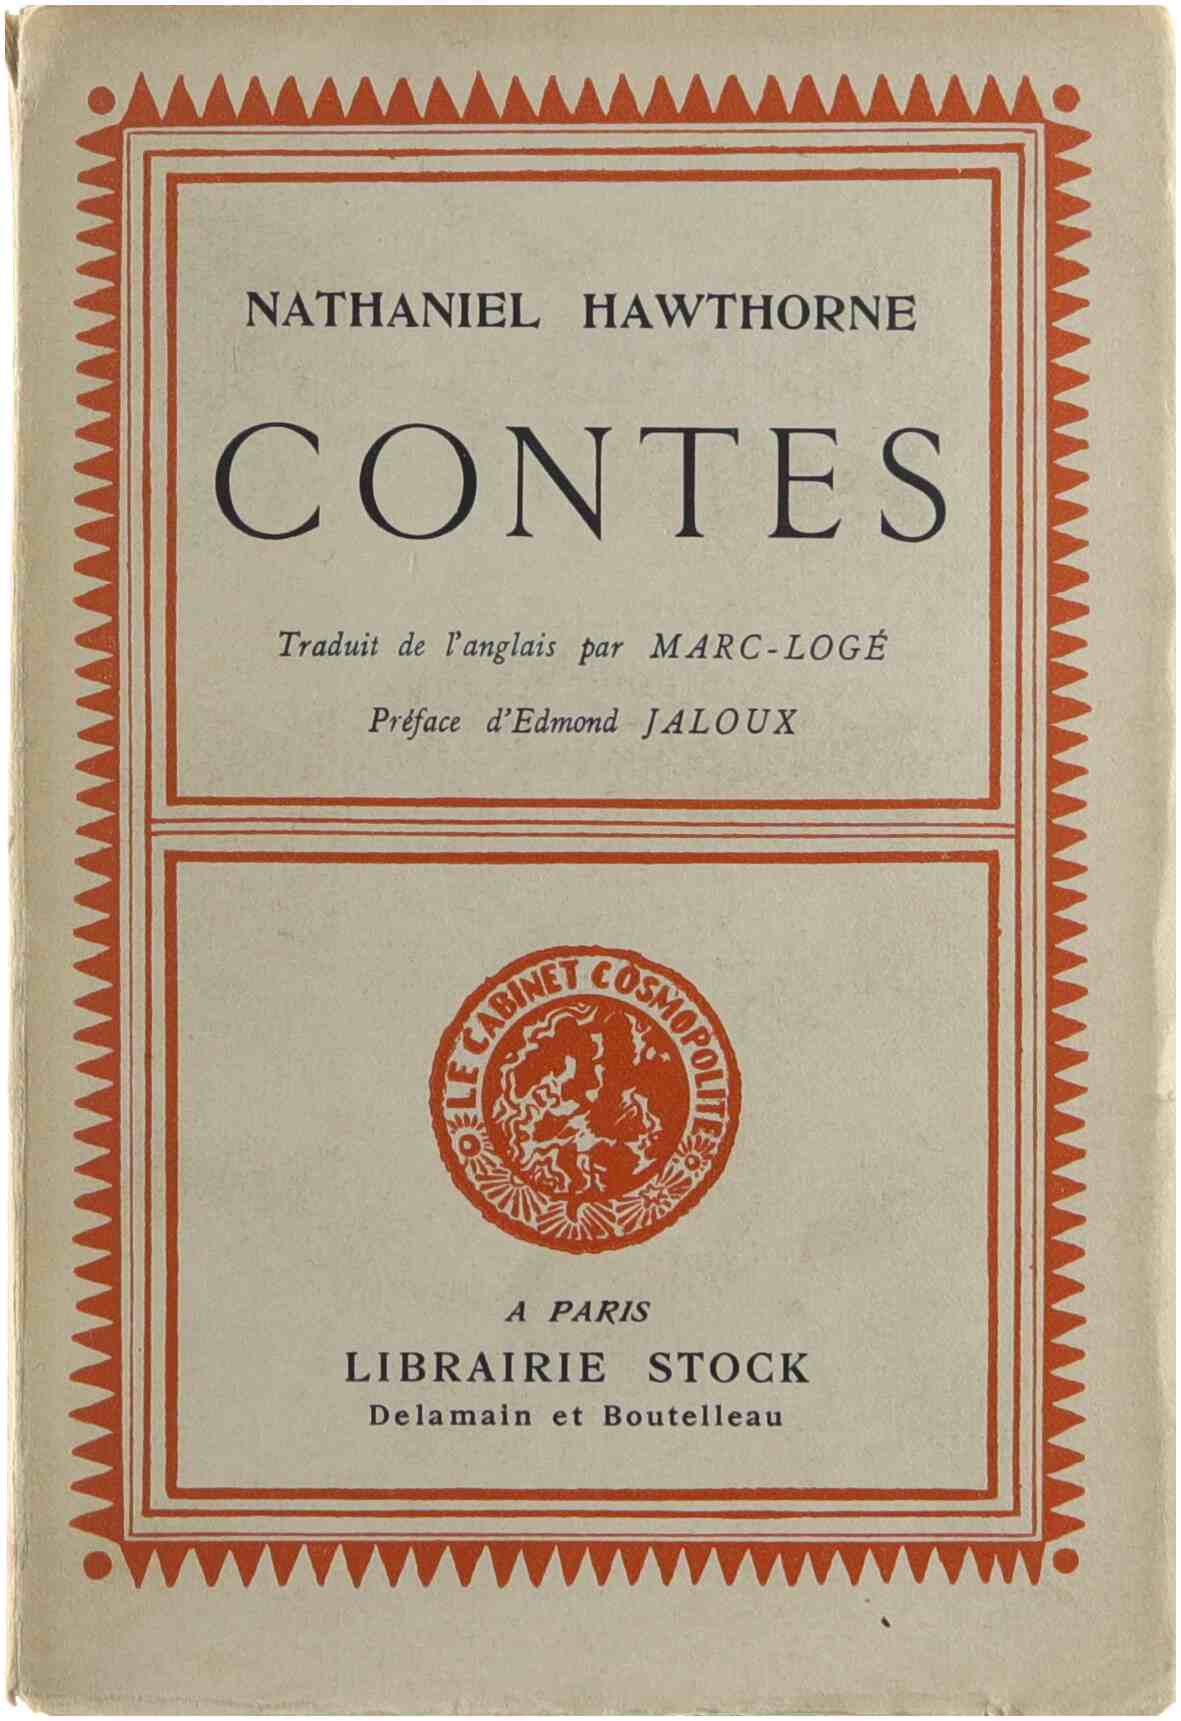 NATHANIEL HAWTHORNE
CONTES
Traduit de l'anglais par MARC-LOGÉ
Préface d'Edmond JALOUX
LE CABINET COSMOPOLITE
A PARIS
LIBRAIRIE STOCK
Delamain et Boutelleau